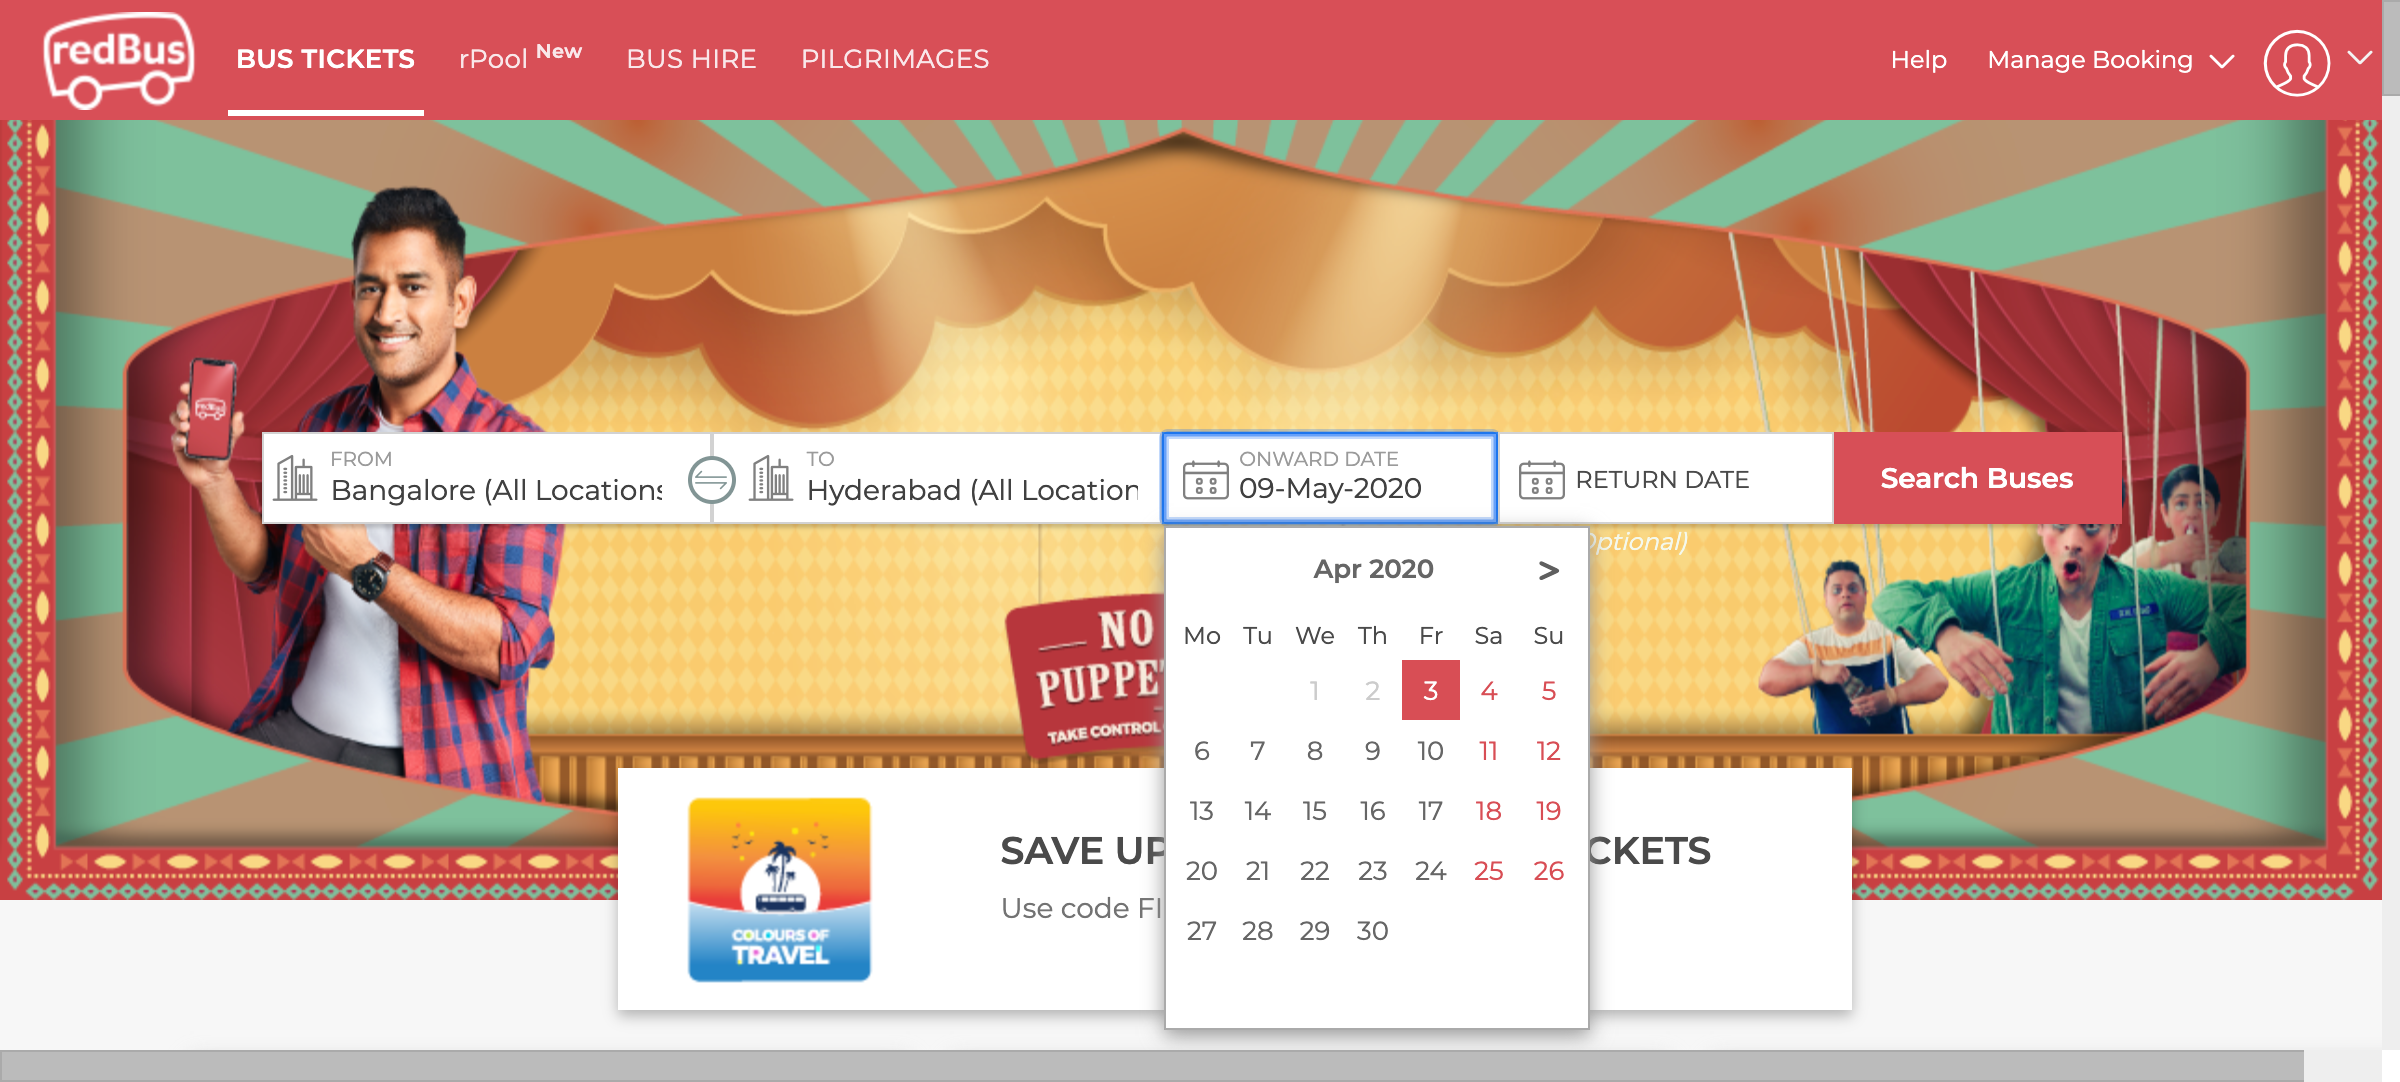 redBus
BUS TICKETS
rPool New
BUS HIRE
PILGRIMAGES
Help
Manage Booking
redBus
FROM
Bangalore (All Locations
TO
Hyderabad (All Location
ONWARD DATE
09-May-2020
RETURN DATE
Search Buses
Optional)
NO
PUPPE
TAKE CONTROL
Apr 2020
>
Mo Tu We Th Fr Sa Su
1 2 3 4 5
6 7 8 9 10 11 12
13 14 15 16 17 18 19
20 21 22 23 24 25 26
27 28 29 30
COLOURS OF
TRAVEL
SAVE UP
CKETS
Use code FI